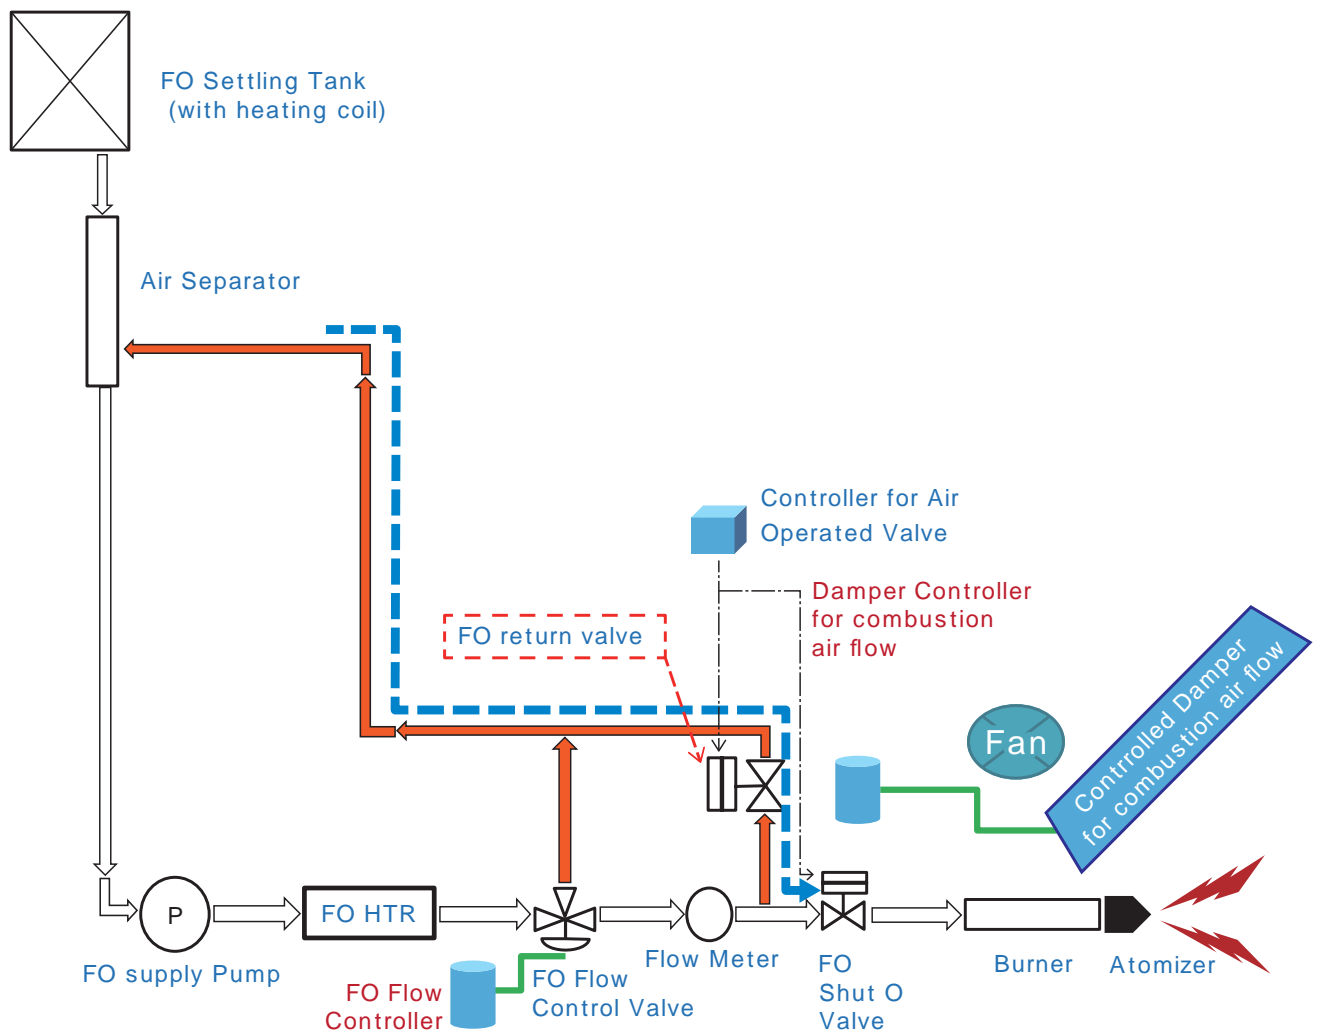 FO Settling Tank
(with heating coil)
Air Separator
Controller for Air
Operated Valve
Damper Controller
for combustion
air flow
FO return valve
Fan
Contrrolled Damper
for combustion air flow
P
FO HTR
FO supply Pump
FO Flow
Controller
FO Flow
Control Valve
Flow Meter
FO
Shut O
Valve
Burner
Atomizer